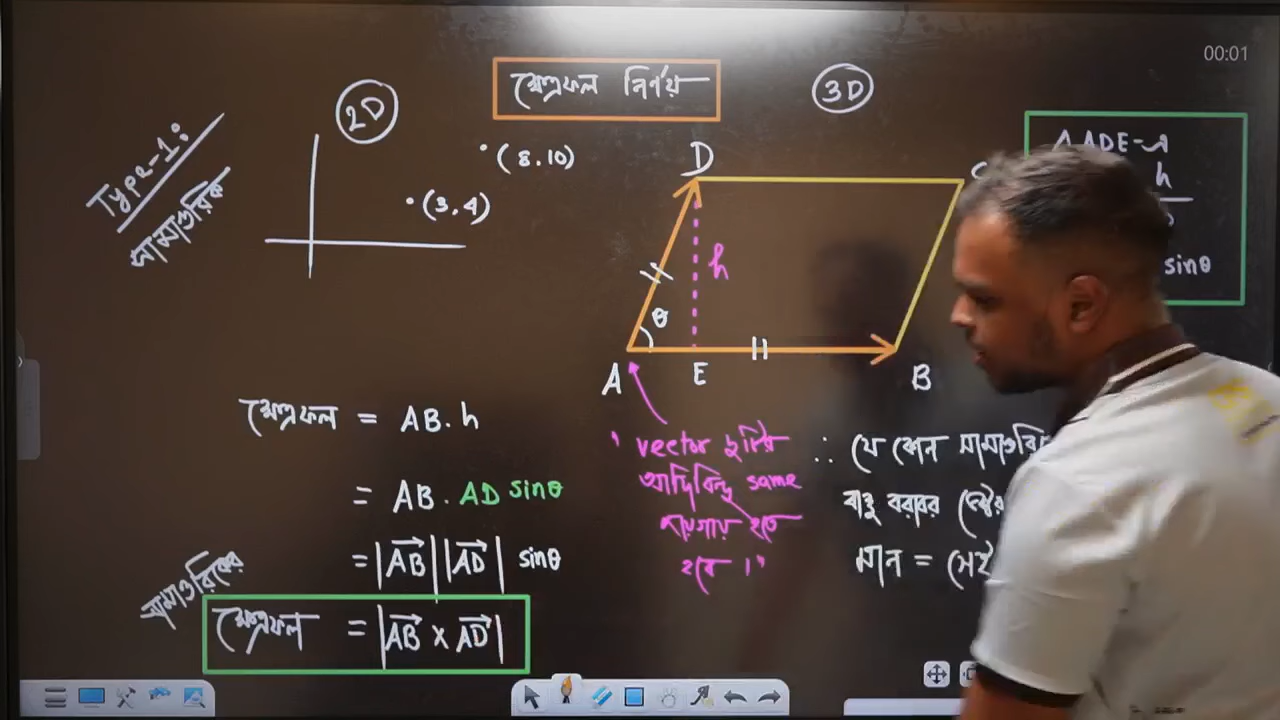 00:01
ক্ষেত্রফল নির্ণয়
2D
3D
Type-1:
সামান্তরিক
(8.10)
(3,4)
D
h
θ
A
E
B
Δ ADE-এ
h
sinθ
ক্ষেত্রফল = AB. h
= AB. AD sinθ
= |AB→| |AD→| sinθ
সামান্তরিকের
ক্ষেত্রফল = |AB→ x AD→|
' vector দুটির
আদিবিন্দু same
জায়গায় হতে
হবে।'
∴ যে কোন
বাহু বরাবর
মান = সেই